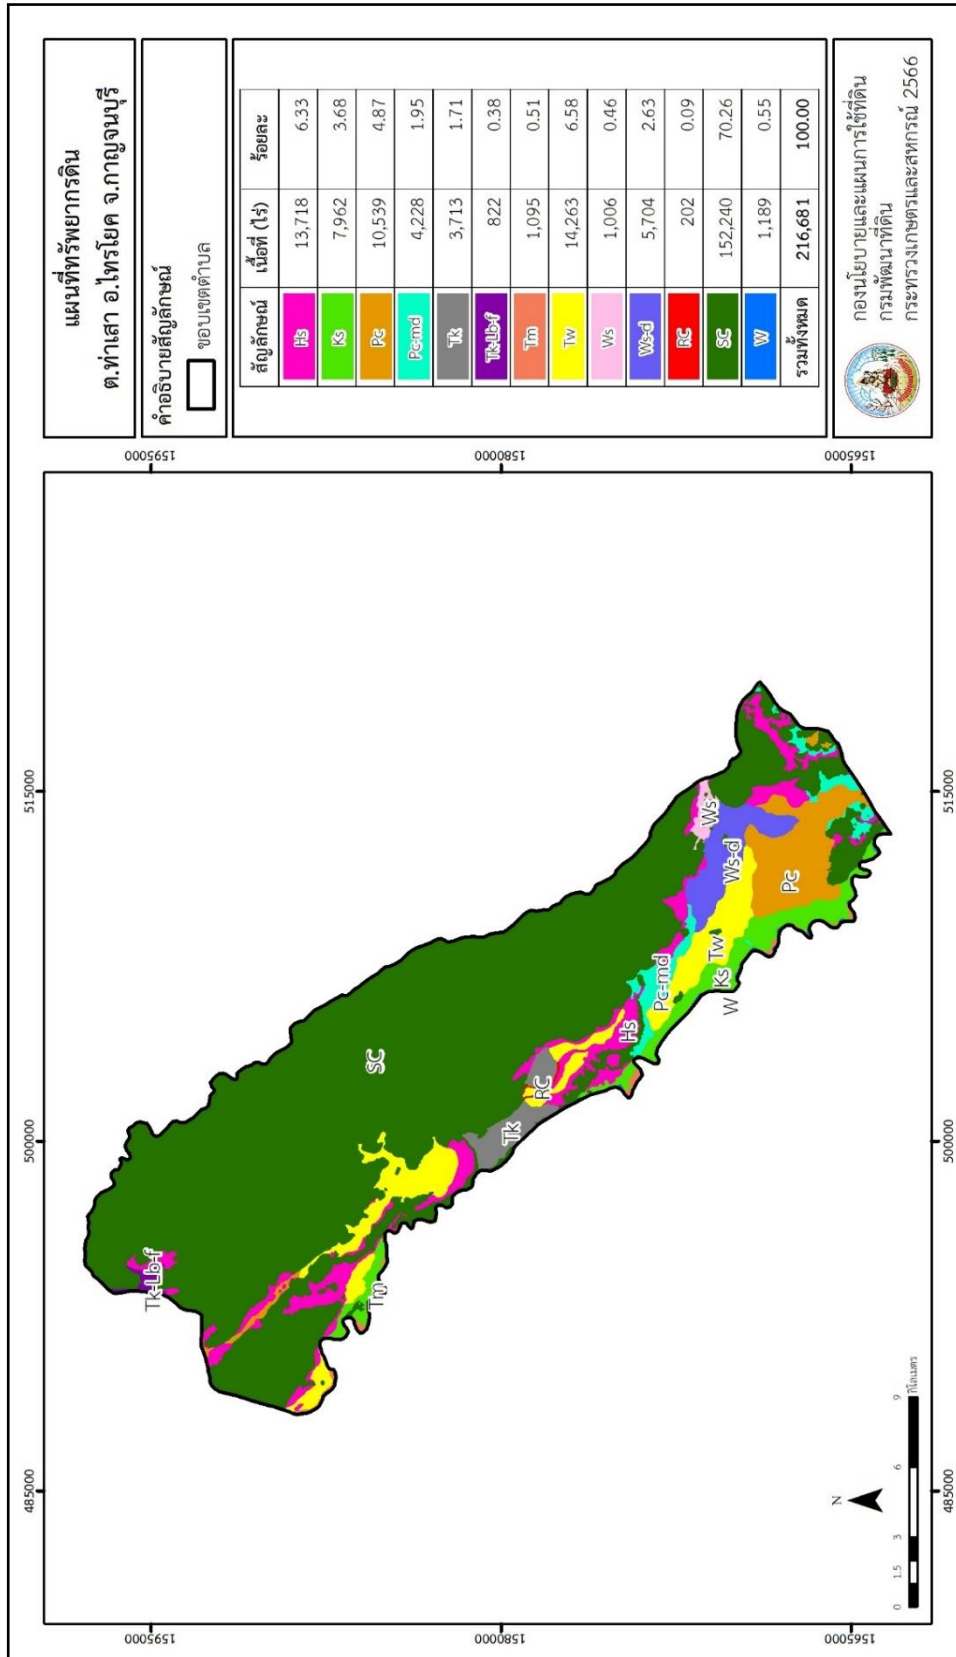 แผนที่ทรัพยากรดิน
ต.ท่าเสา อ.ไทรโยค จ.กาญจนบุรี
คำอธิบายสัญลักษณ์
ขอบเขตตำบล
สัญลักษณ์ เนื้อที่ (ไร่) ร้อยละ
Hs 13,718 6.33
Ks 7,962 3.68
Pc 10,539 4.87
Pc-md 4,228 1.95
Tk 3,713 1.71
Tk-Lb-f 822 0.38
Tm 1,095 0.51
Tw 14,263 6.58
Ws 1,006 0.46
Ws-d 5,704 2.63
RC 202 0.09
SC 152,240 70.26
W 1,189 0.55
รวมทั้งหมด 216,681 100.00
กองนโยบายและแผนการใช้ที่ดิน
กรมพัฒนาที่ดิน
กระทรวงเกษตรและสหกรณ์ 2566
485000 500000 515000
1595000
1580000
1565000
Tk-Lb-f
SC
Tm
Tk
RC
Hs
Pc-md
W
Ks
Tw
Ws-d
Ws
Pc
1595000
1580000
1565000
485000 500000 515000
N
0 1.5 3 6 9
กิโลเมตร